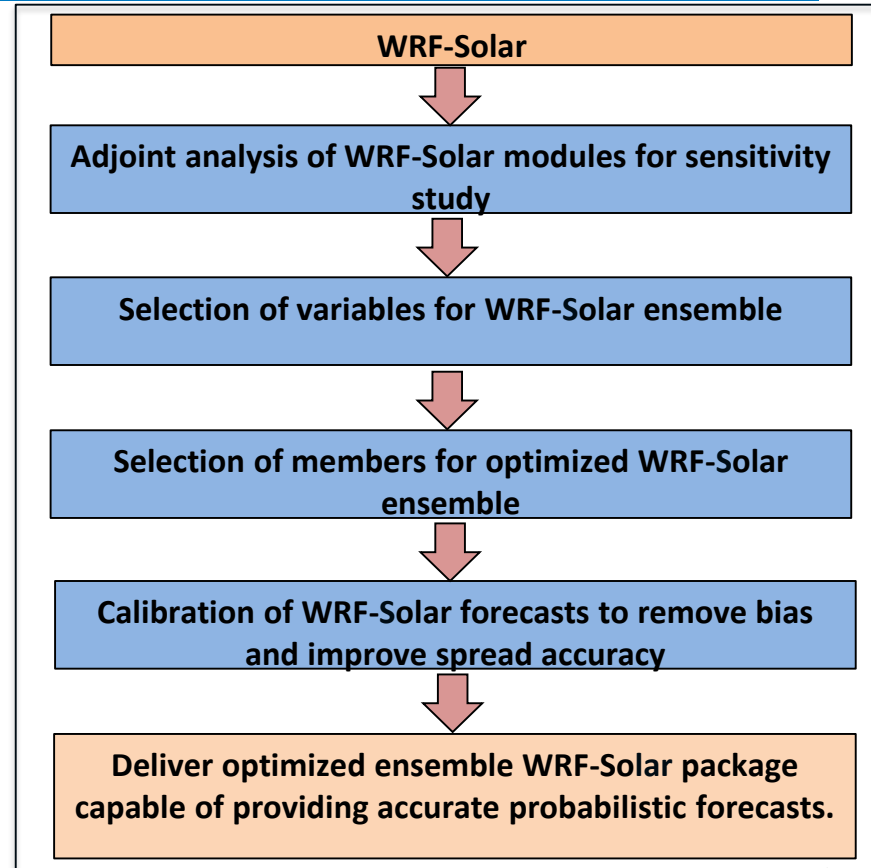 WRF-Solar
Adjoint analysis of WRF-Solar modules for sensitivity
study
Selection of variables for WRF-Solar ensemble
Selection of members for optimized WRF-Solar
ensemble
Calibration of WRF-Solar forecasts to remove bias
and improve spread accuracy
Deliver optimized ensemble WRF-Solar package
capable of providing accurate probabilistic forecasts.